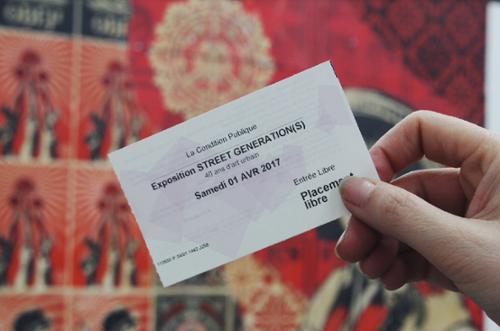 La Condition Publique
Exposition STREET GENERATION(S)
40 ans d'art urbain
Samedi 01 AVR 2017
Entrée Libre
Placement
libre